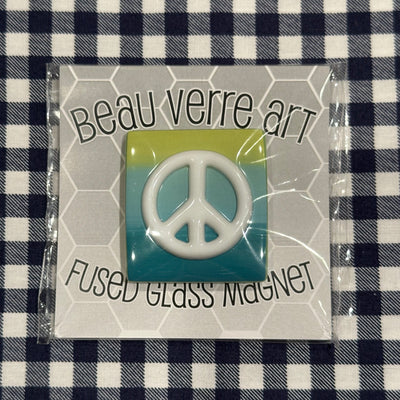 Beau Verre Art
Fused Glass Magnet